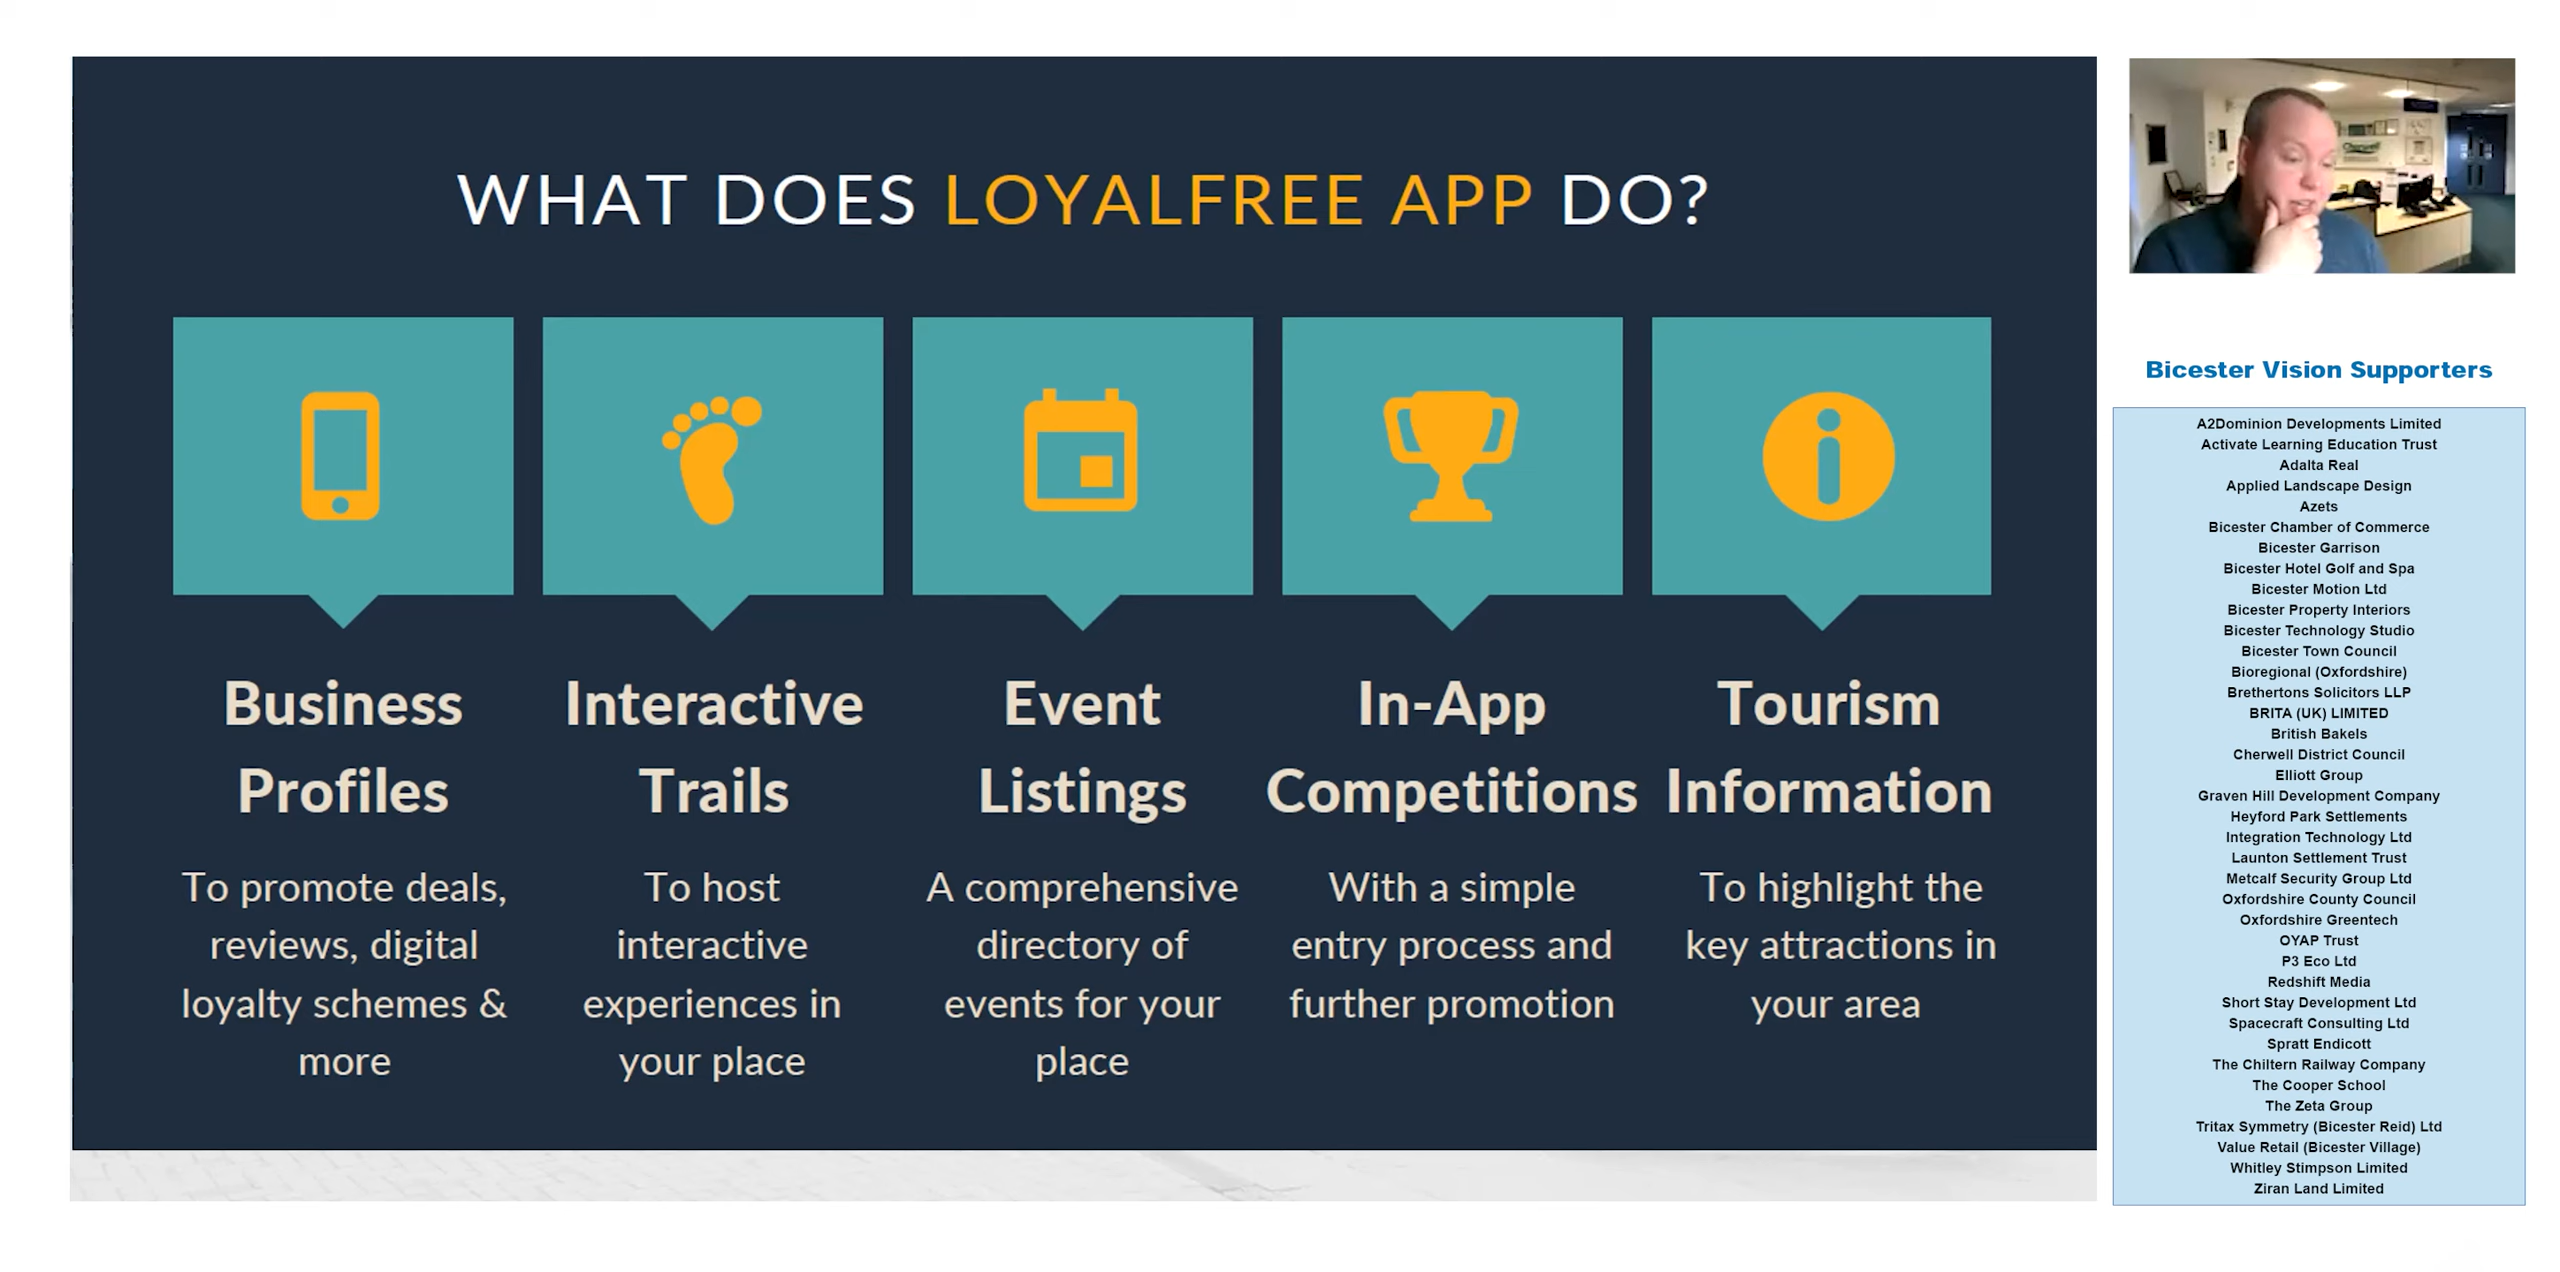 WHAT DOES LOYALFREE APP DO?
Business
Profiles
To promote deals,
reviews, digital
loyalty schemes &
more
Interactive
Trails
To host
interactive
experiences in
your place
Event
Listings
A comprehensive
directory of
events for your
place
In-App
Competitions
With a simple
entry process and
further promotion
Tourism
Information
To highlight the
key attractions in
your area
Cherwell
Bicester Vision Supporters
A2Dominion Developments Limited
Activate Learning Education Trust
Adalta Real
Applied Landscape Design
Azets
Bicester Chamber of Commerce
Bicester Garrison
Bicester Hotel Golf and Spa
Bicester Motion Ltd
Bicester Property Interiors
Bicester Technology Studio
Bicester Town Council
Bioregional (Oxfordshire)
Brethertons Solicitors LLP
BRITA (UK) LIMITED
British Bakels
Cherwell District Council
Elliott Group
Graven Hill Development Company
Heyford Park Settlements
Integration Technology Ltd
Launton Settlement Trust
Metcalf Security Group Ltd
Oxfordshire County Council
Oxfordshire Greentech
OYAP Trust
P3 Eco Ltd
Redshift Media
Short Stay Development Ltd
Spacecraft Consulting Ltd
Spratt Endicott
The Chiltern Railway Company
The Cooper School
The Zeta Group
Tritax Symmetry (Bicester Reid) Ltd
Value Retail (Bicester Village)
Whitley Stimpson Limited
Ziran Land Limited